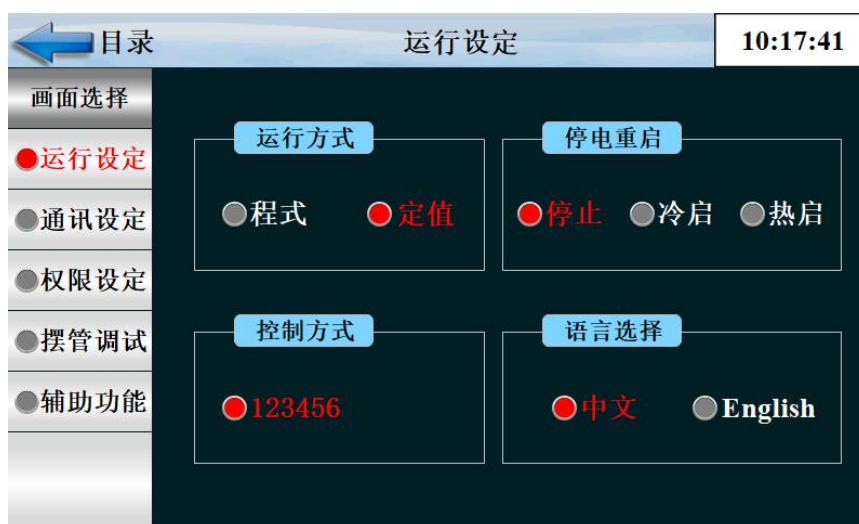 目录
运行设定
10:17:41
画面选择
运行设定
通讯设定
权限设定
摆管调试
辅助功能
运行方式
程式 定值
停电重启
停止 冷启 热启
控制方式
123456
语言选择
中文 English